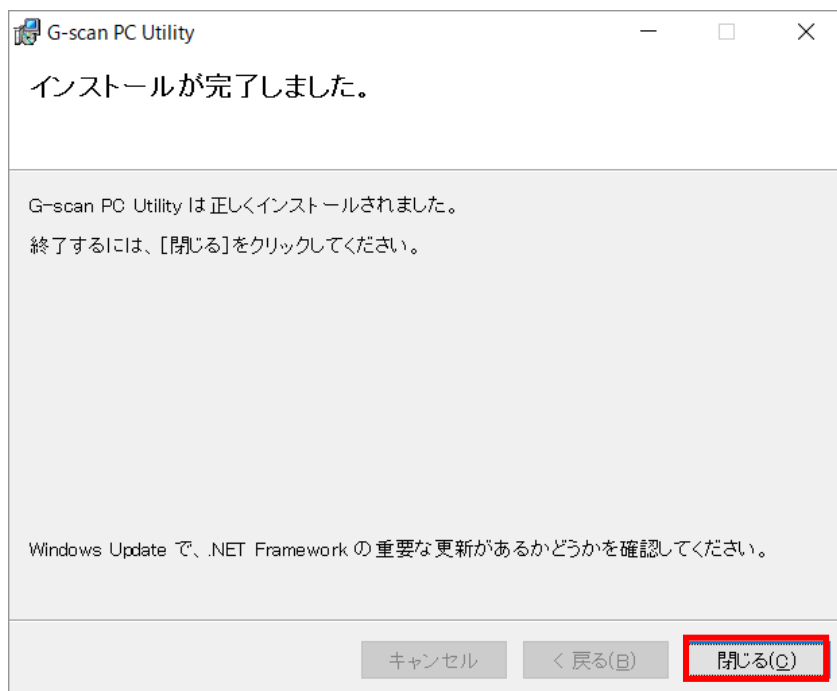 G-scan PC Utility
インストールが完了しました。
G-scan PC Utility は正しくインストールされました。
終了するには、[閉じる]をクリックしてください。
Windows Update で、.NET Framework の重要な更新があるかどうかを確認してください。
キャンセル
< 戻る(B)
閉じる(C)